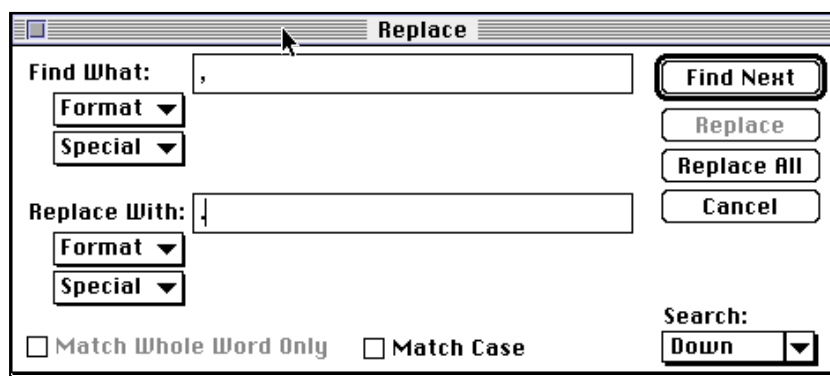 Replace
Find What: ,
Format
Special
Replace With: .
Format
Special
Match Whole Word Only
Match Case
Find Next
Replace
Replace All
Cancel
Search:
Down